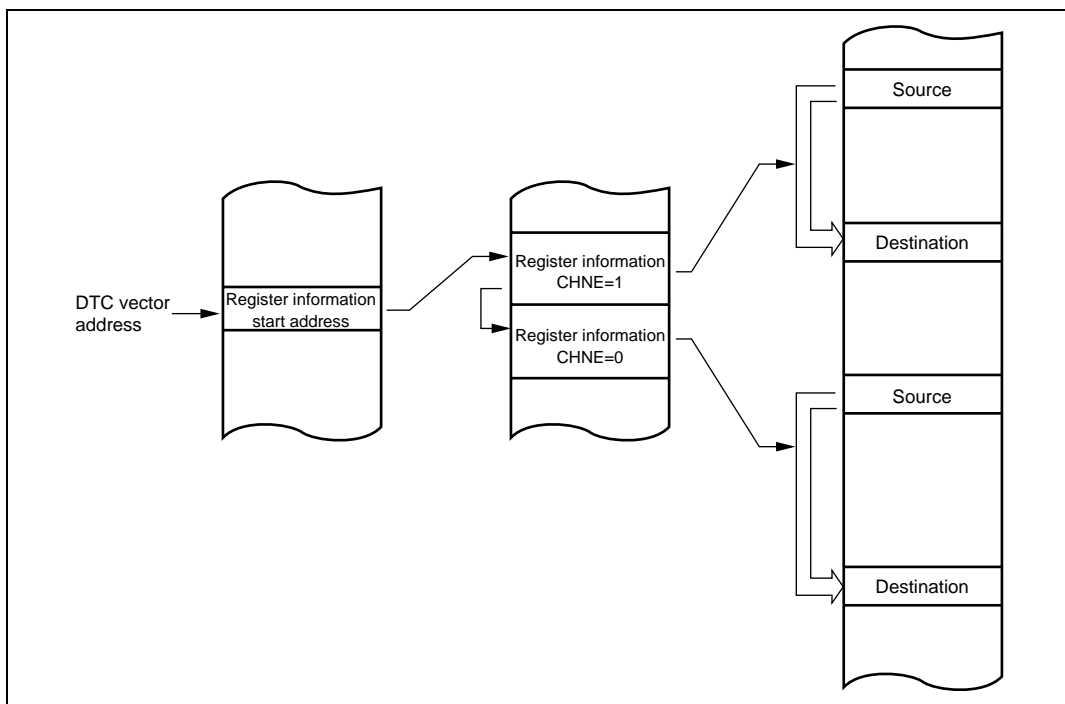 DTC vector
address
Register information
start address
Register information
CHNE=1
Register information
CHNE=0
Source
Destination
Source
Destination